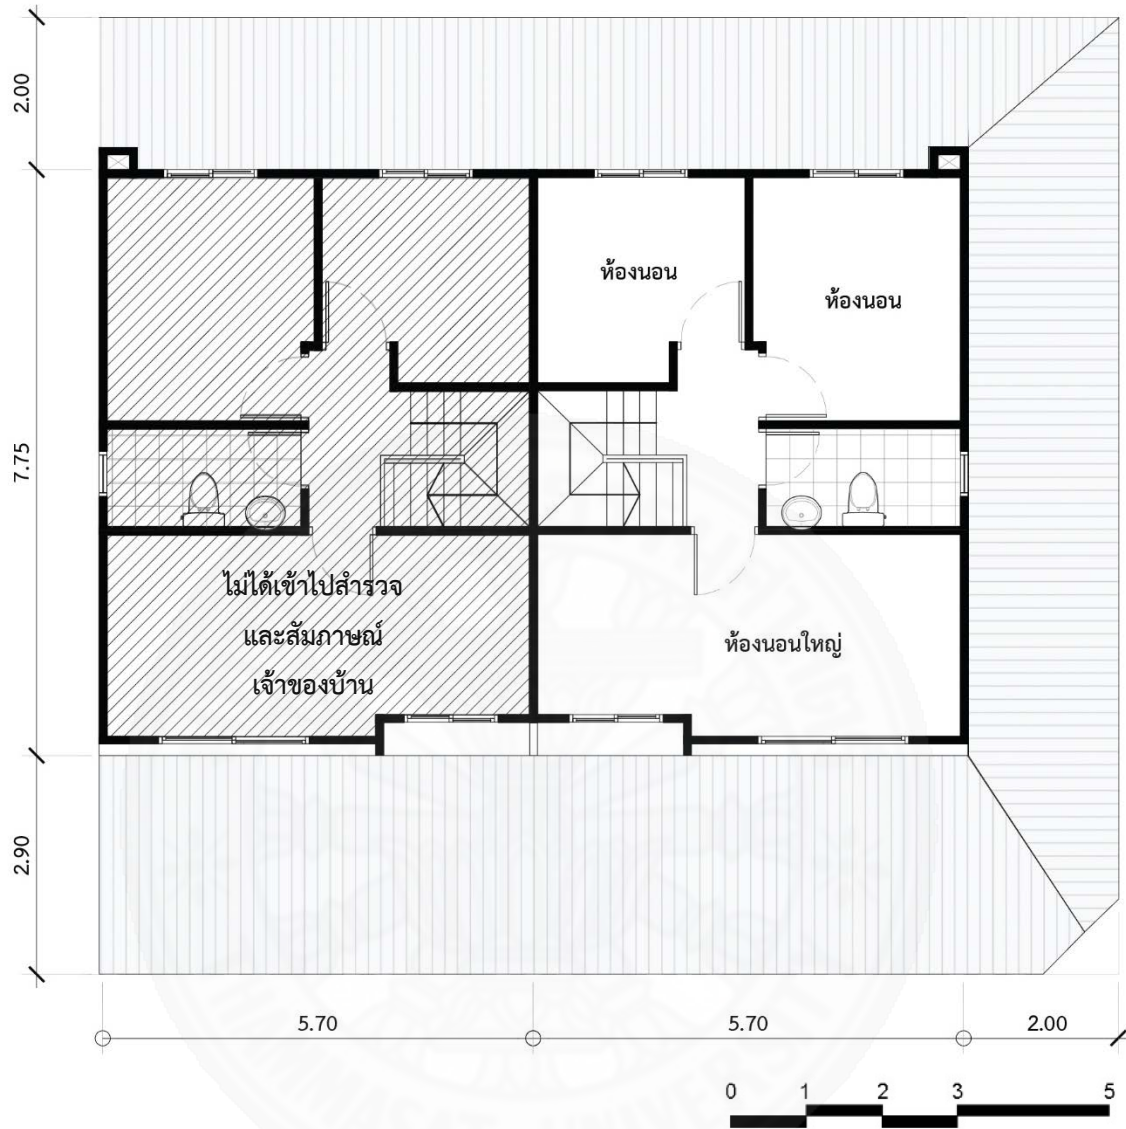 2.00
ห้องนอน
ห้องนอน
7.75
ไม่ได้เข้าไปสำรวจ
และสัมภาษณ์
เจ้าของบ้าน
ห้องนอนใหญ่
2.90
5.70
5.70
2.00
0 1 2 3 5